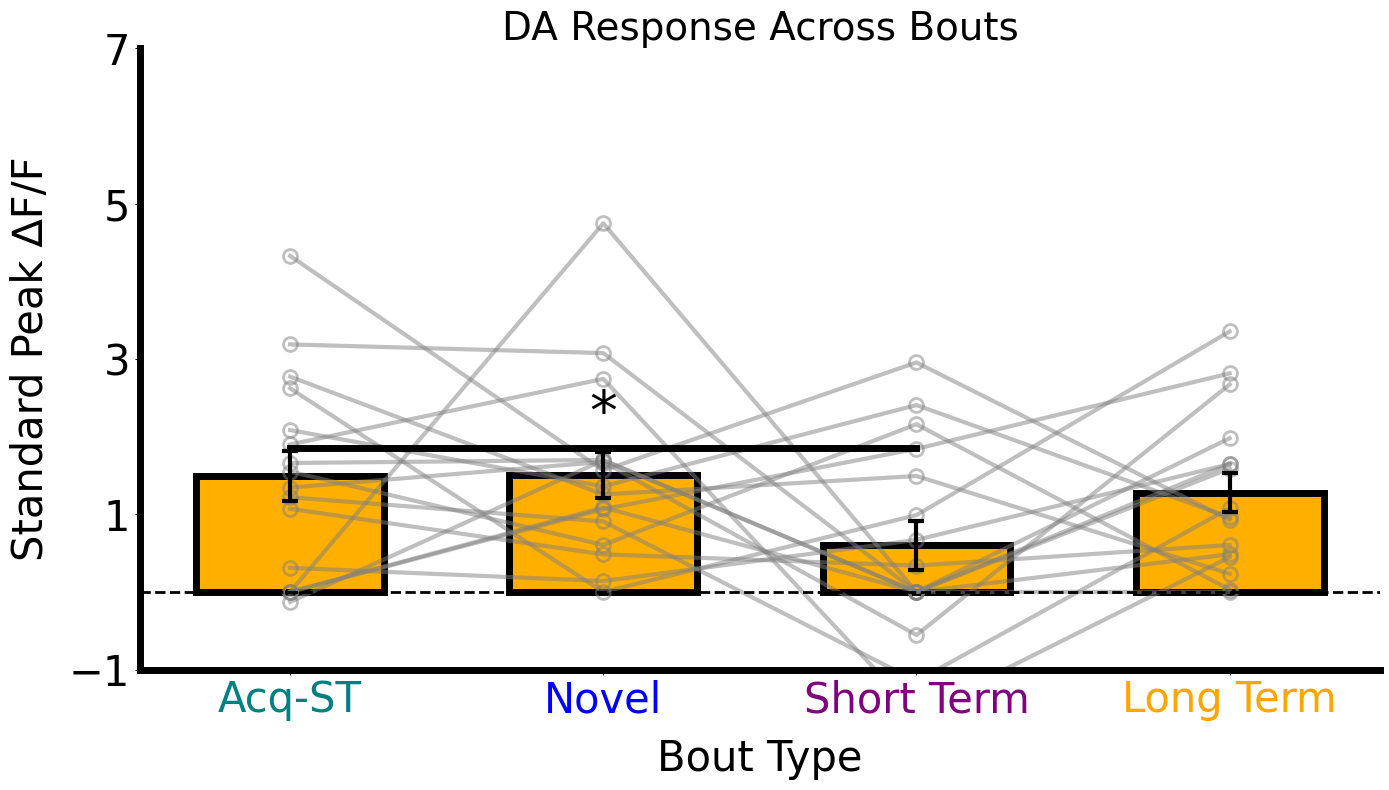 DA Response Across Bouts
Standard Peak ΔF/F
7
5
3
1
−1
*
Acq-ST
Novel
Short Term
Long Term
Bout Type